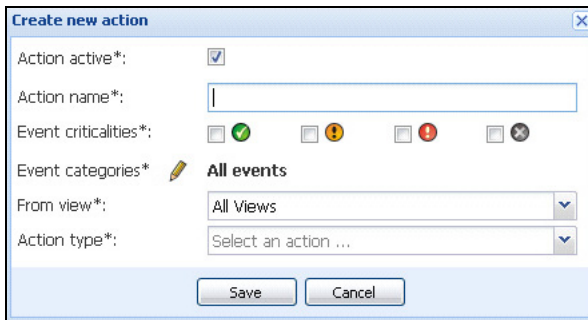 Create new action
Action active*:
Action name*:
Event criticalities*:
Event categories* All events
From view*: All Views
Action type*: Select an action ...
Save Cancel